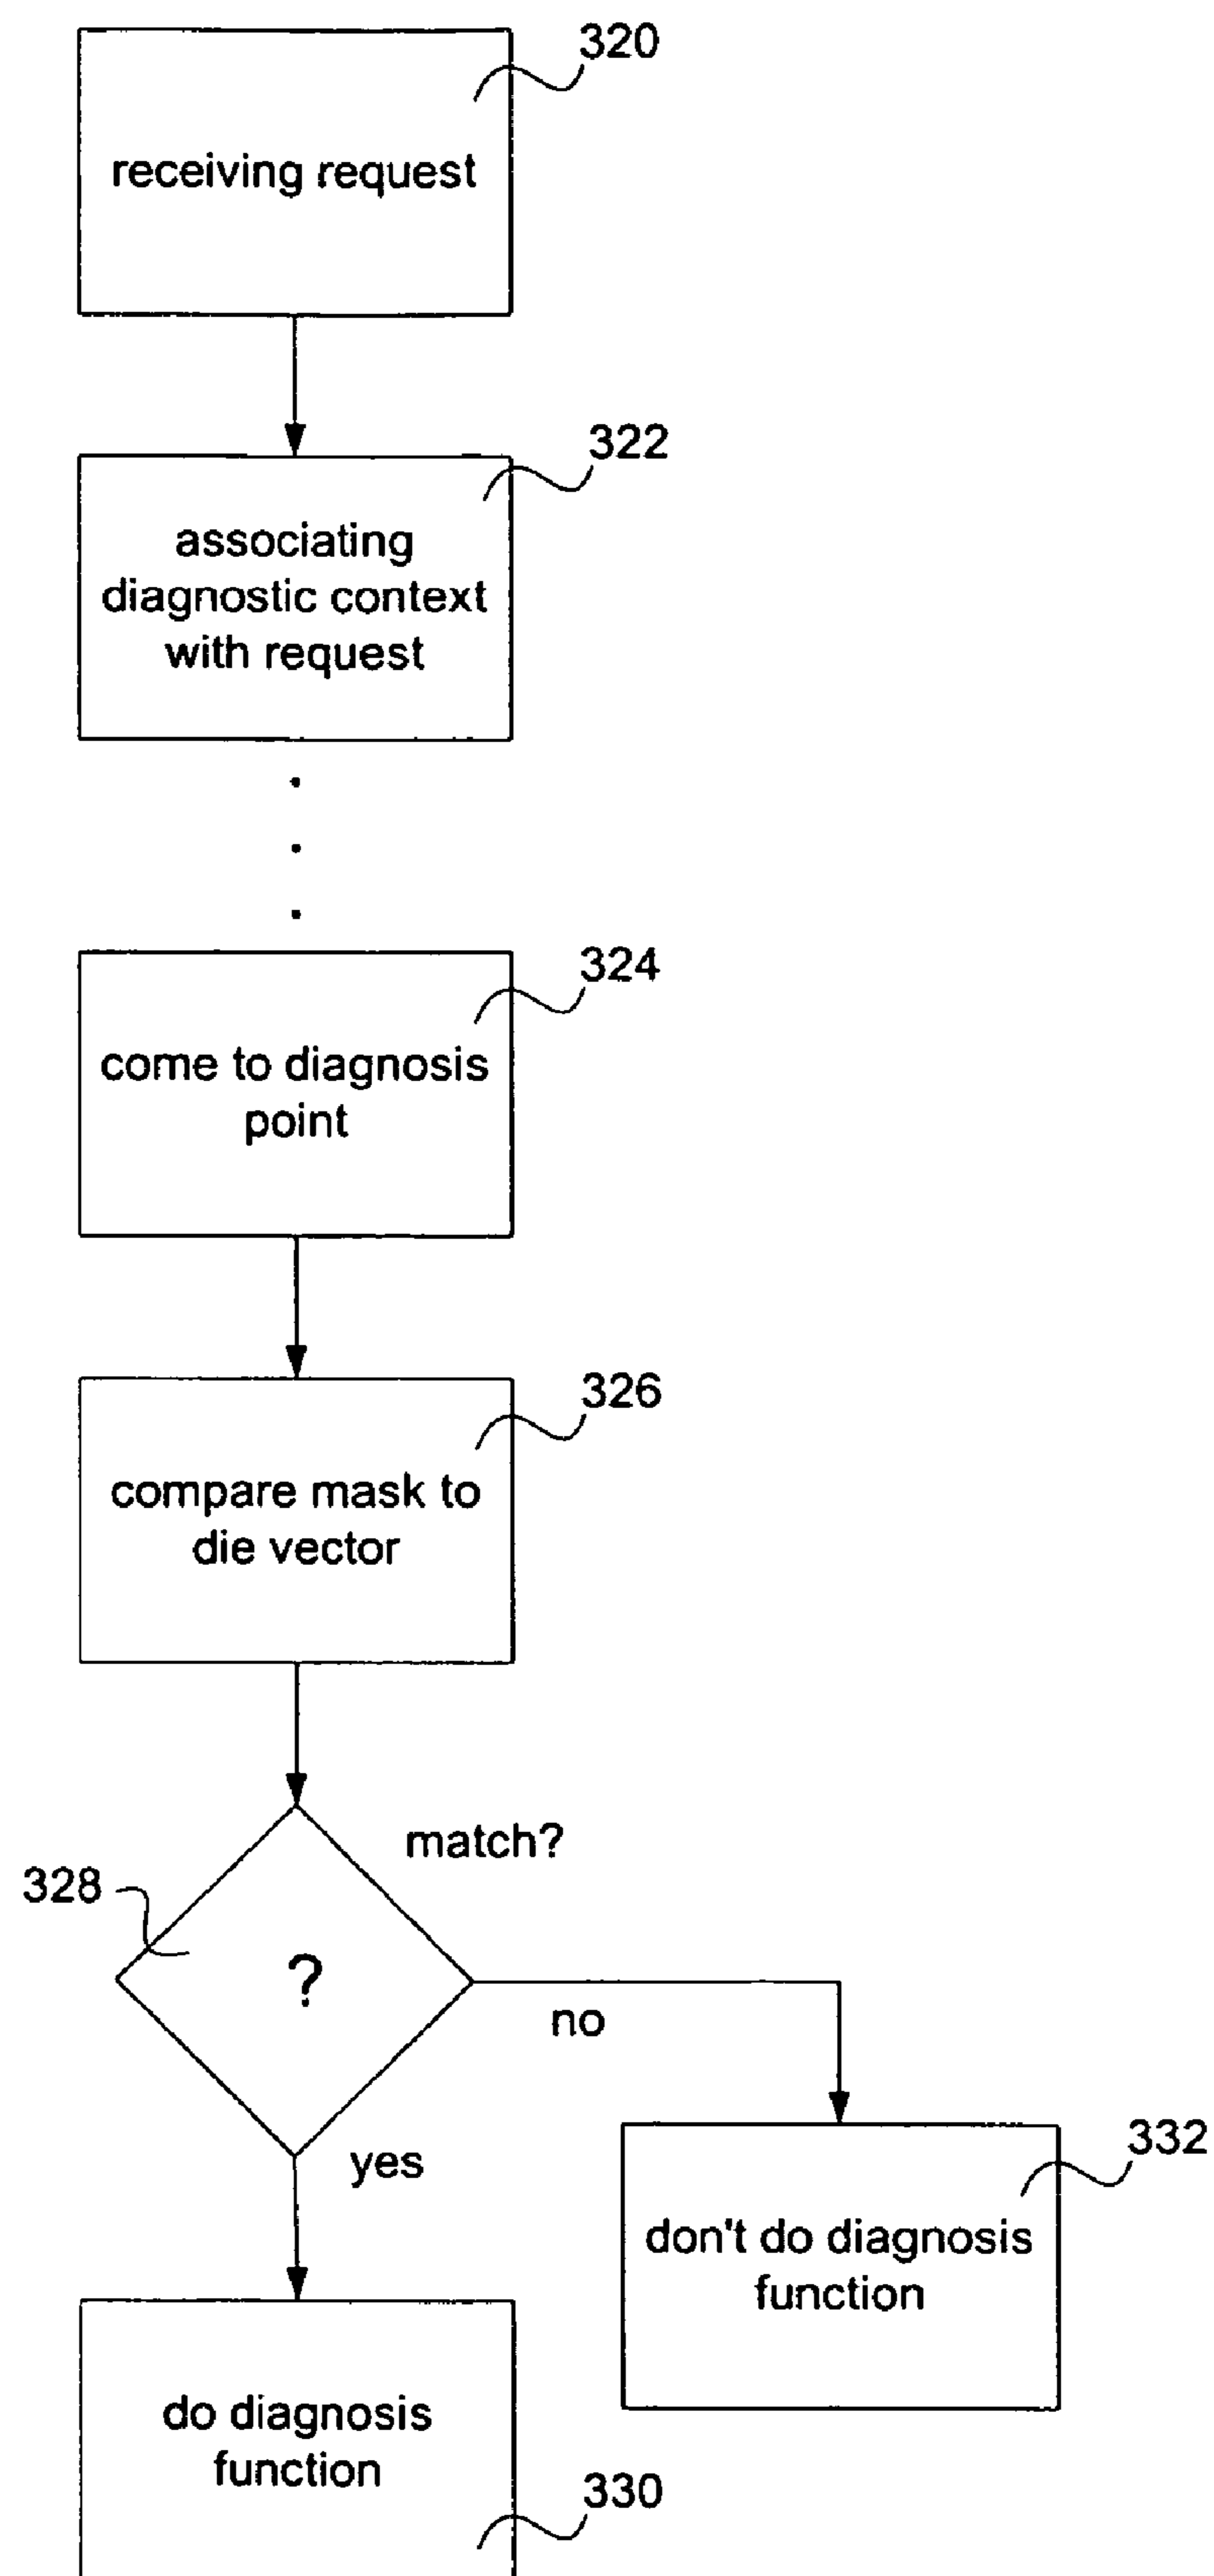 320
receiving request
322
associating
diagnostic context
with request
324
come to diagnosis
point
326
compare mask to
die vector
match?
328
?
no
yes
332
don't do diagnosis
function
do diagnosis
function
330